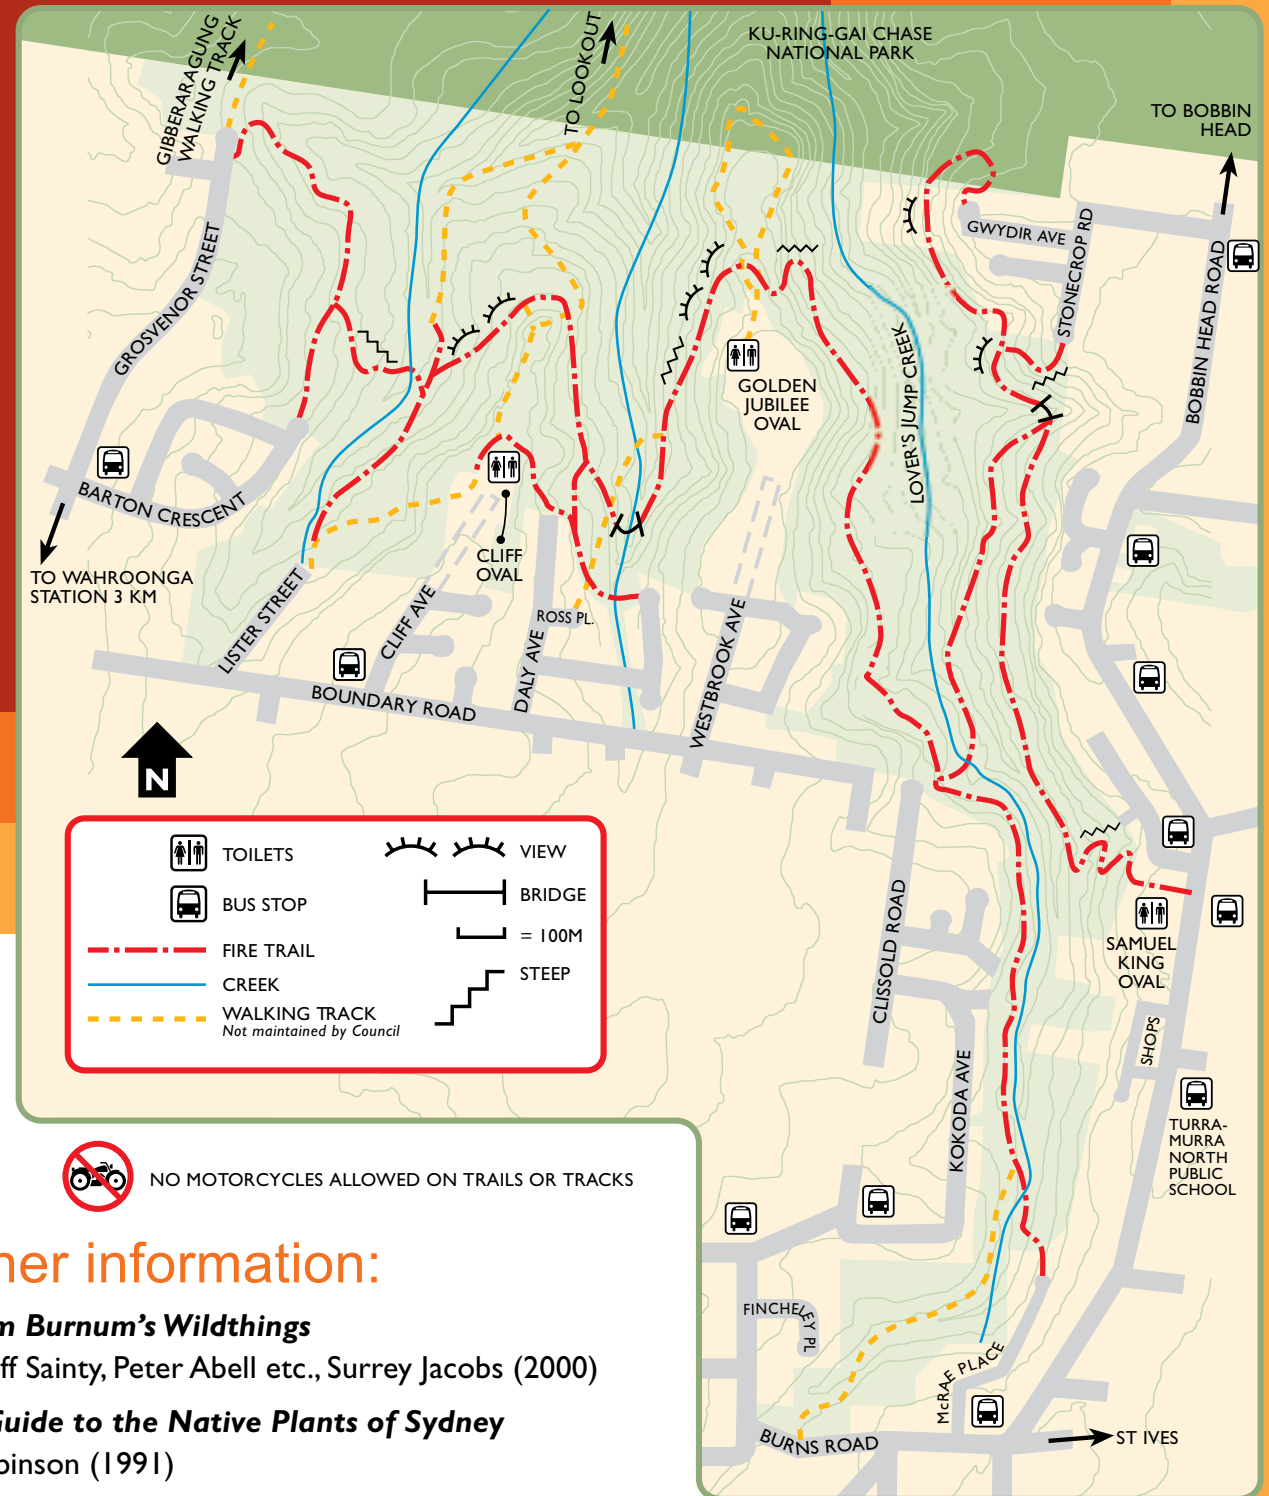 GIBBERARAGUNG
WALKING TRACK
TO LOOKOUT
KU-RING-GAI CHASE
NATIONAL PARK
TO BOBBIN
HEAD
GWYDIR AVE
STONECROP RD
BOBBIN HEAD ROAD
GROSVENOR STREET
LOVER'S JUMP CREEK
GOLDEN
JUBILEE
OVAL
BARTON CRESCENT
CLIFF
OVAL
TO WAHROONGA
STATION 3 KM
LISTER STREET
CLIFF AVE
ROSS PL.
DALY AVE
WESTBROOK AVE
BOUNDARY ROAD
N
TOILETS
VIEW
BUS STOP
BRIDGE
FIRE TRAIL
= 100M
CREEK
STEEP
WALKING TRACK
Not maintained by Council
CLISSOLD ROAD
SAMUEL
KING
OVAL
SHOPS
KOKODA AVE
TURRA-
MURRA
NORTH
PUBLIC
SCHOOL
NO MOTORCYCLES ALLOWED ON TRAILS OR TRACKS
FINCHELEY PL
McRAE PLACE
BURNS ROAD
ST IVES
her information:
m Burnum's Wildthings
ff Sainty, Peter Abell etc., Surrey Jacobs (2000)
Guide to the Native Plants of Sydney
binson (1991)